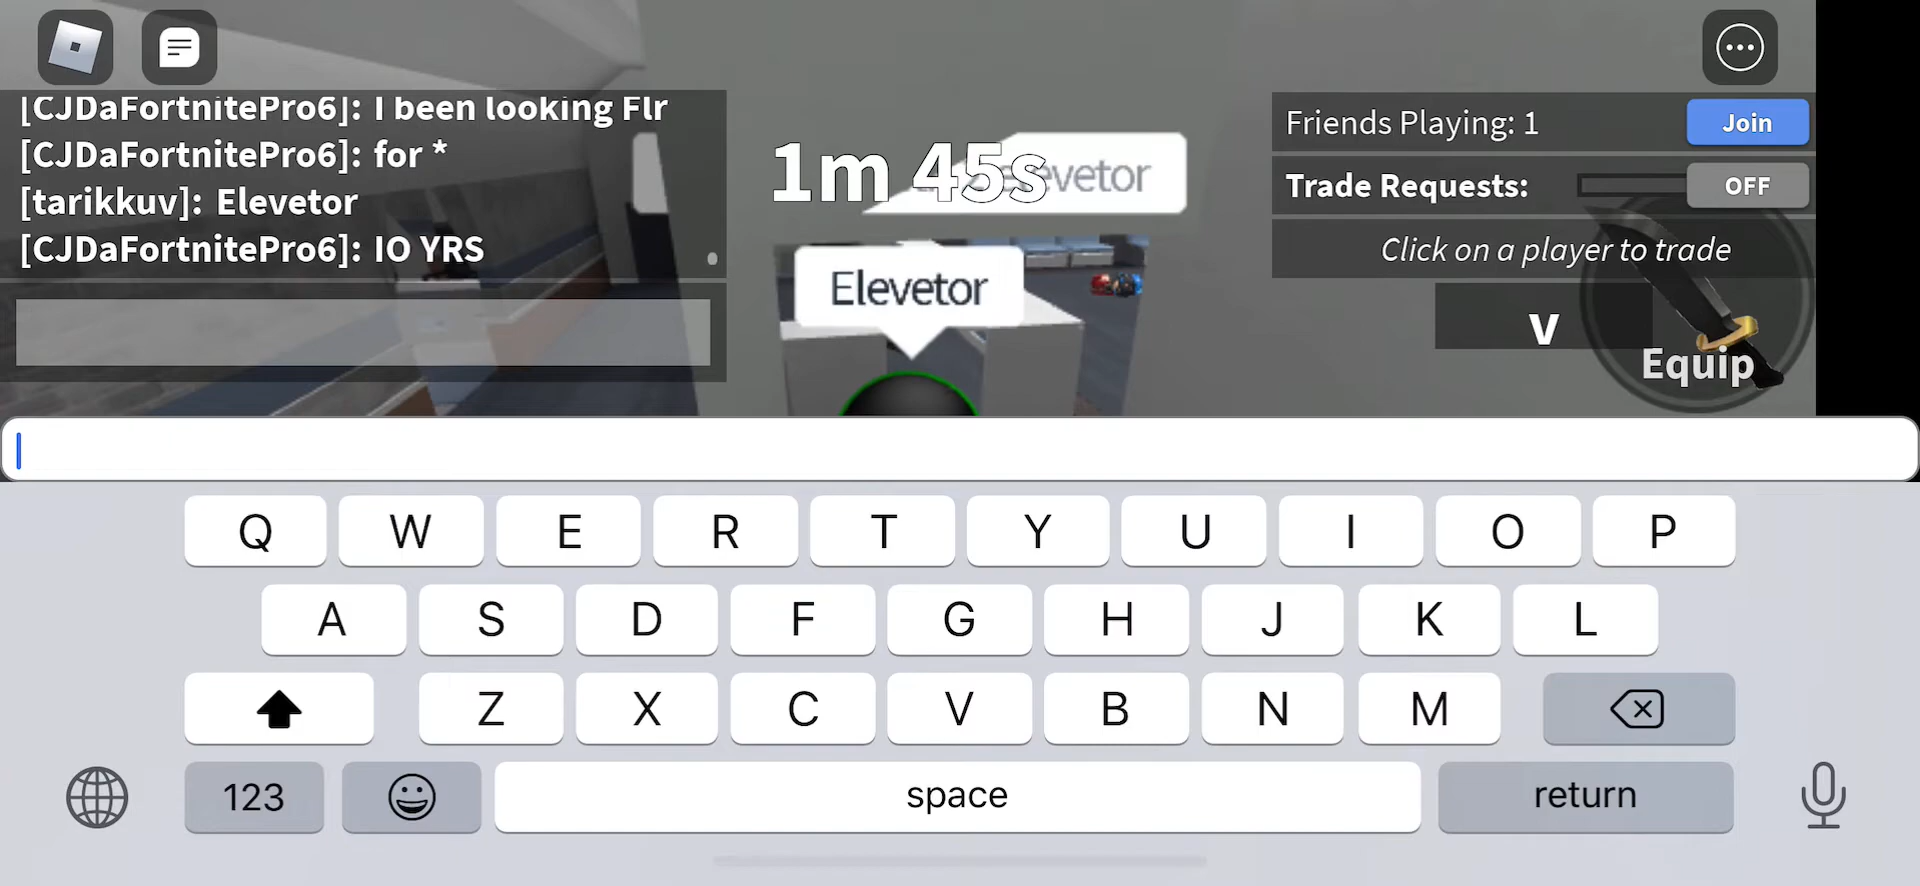 [CJDaFortnitePro6]: I been looking Flr
[CJDaFortnitePro6]: for *
[tarikkuv]: Elevetor
[CJDaFortnitePro6]: IO YRS
1m 45s
Elevetor
Friends Playing: 1
Join
Trade Requests:
OFF
Click on a player to trade
V
Equip
Q W E R T Y U I O P
A S D F G H J K L
Z X C V B N M
123
space
return